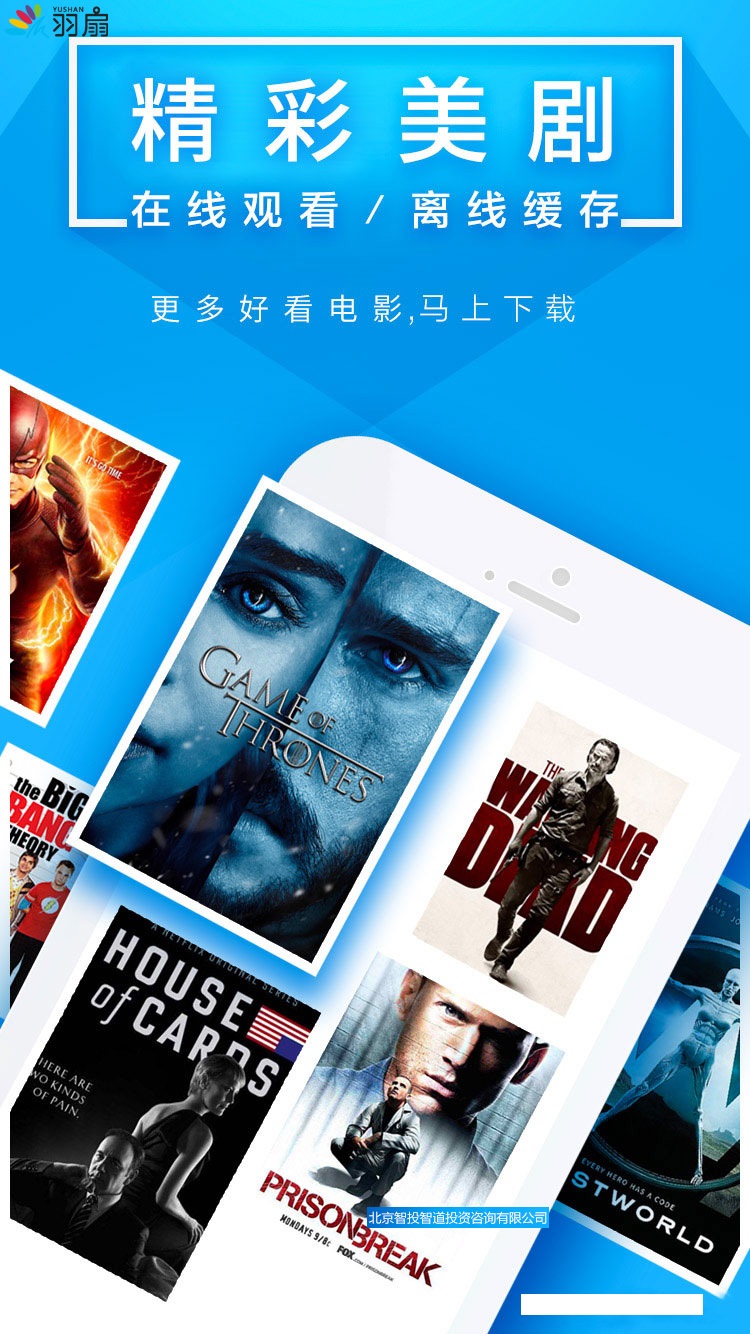 YUSHAN
羽扇
精彩美剧
在线观看/离线缓存
更多好看电影,马上下载
IT'S GO TIME
GAME OF
THRONES
THE
WALKING
DEAD
the BIG
BANG
THEORY
A NETFLIX ORIGINAL SERIES
HOUSE
of CARDS
HERE ARE
TWO KINDS
OF PAIN.
PRISON BREAK
MONDAYS 9/8c FOX
北京智投智道投资咨询有限公司
EVERY HERO HAS A CODE
STWORLD